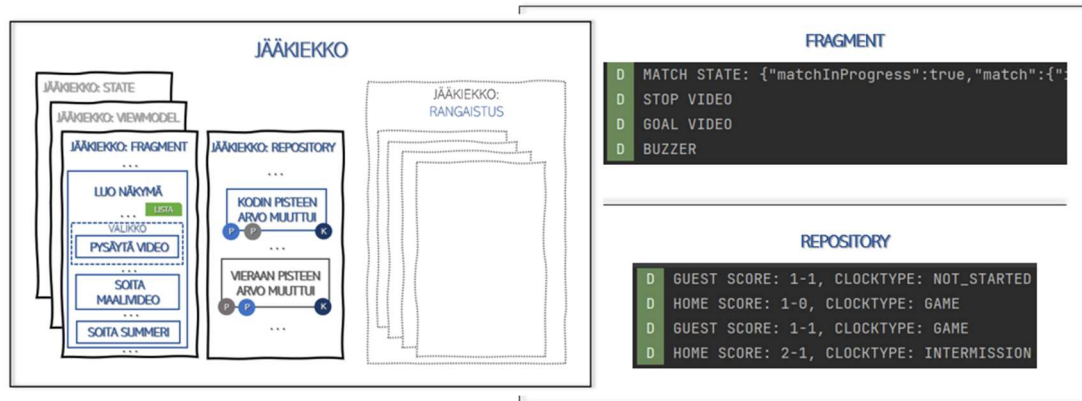 JÄÄKIEKKO
JÄÄKIEKKO: STATE
JÄÄKIEKKO: VIEWMODEL
JÄÄKIEKKO: FRAGMENT
...
LUO NÄKYMÄ
...
LISTA
VALIKKO
PYSÄYTÄ VIDEO
...
SOITA
MAALIVIDEO
...
SOITA SUMMERI
...
JÄÄKIEKKO: REPOSITORY
...
KODIN PISTEEN
ARVO MUUTTUI
P P K
...
VIERAAN PISTEEN
ARVO MUUTTUI
P P K
...
JÄÄKIEKKO:
RANGAISTUS
FRAGMENT
D MATCH STATE: {"matchInProgress":true,"match":{
D STOP VIDEO
D GOAL VIDEO
D BUZZER
REPOSITORY
D GUEST SCORE: 1-1, CLOCKTYPE: NOT_STARTED
D HOME SCORE: 1-0, CLOCKTYPE: GAME
D GUEST SCORE: 1-1, CLOCKTYPE: GAME
D HOME SCORE: 2-1, CLOCKTYPE: INTERMISSION